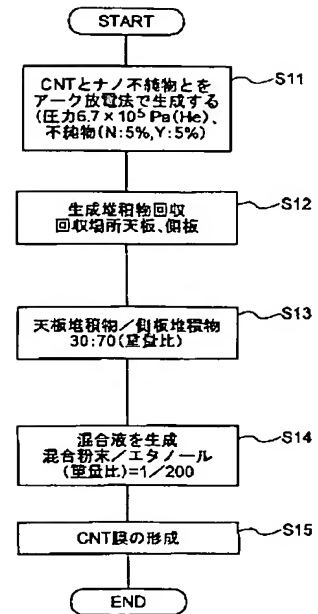 START
CNTとナノ不純物とを
アーク放電法で生成する
(圧力6.7×10⁵ Pa(He)、
不純物(N:5%,Y:5%)
S11
生成堆積物回収
回収場所天板、側板
S12
天板堆積物/側板堆積物
30:70(重量比)
S13
混合液を生成
混合粉末/エタノール
(重量比)=1/200
S14
CNT膜の形成
S15
END